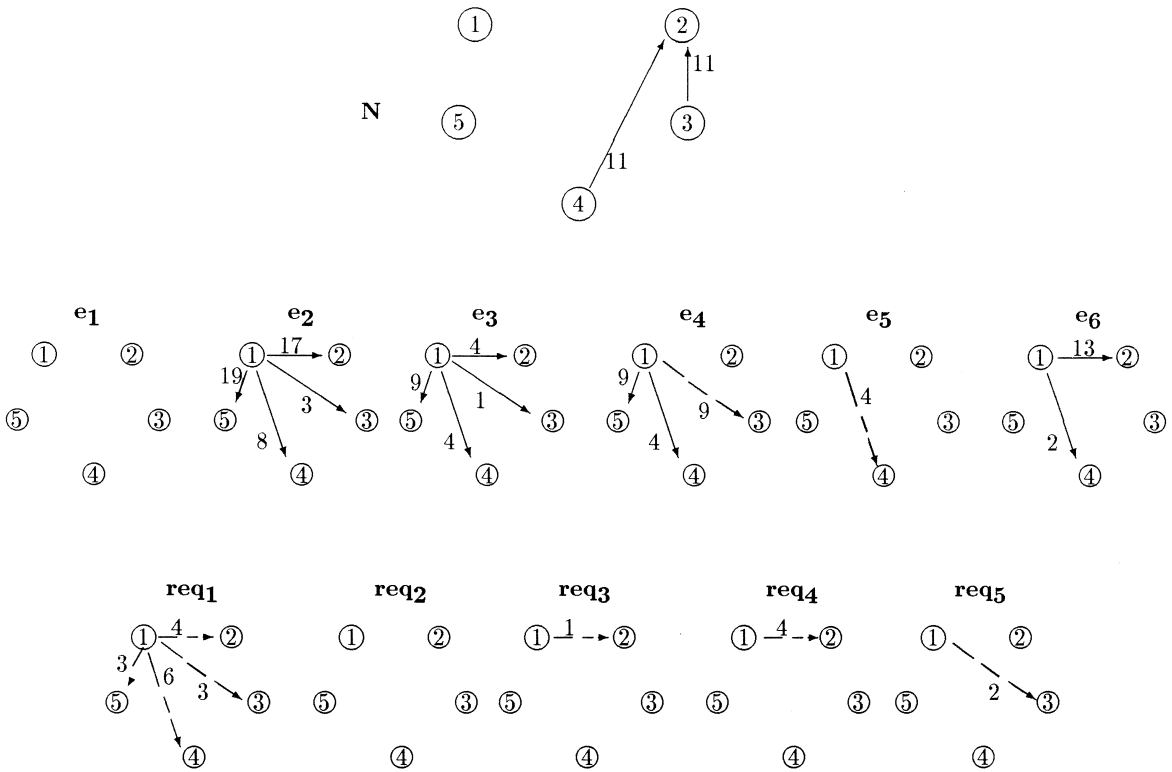 1 2
11
N 5 3
11
4
e1 e2 e3 e4 e5 e6
1 2 1 17 2 1 4 2 1 2 1 2 1 13 2
19 9 9 4
3 1 9
5 3 5 3 5 3 5 3 5 3 5 3
8 4 4 2
4 4 4 4 4 4
req1 req2 req3 req4 req5
1 4 2 1 2 1 1 2 1 4 2 1 2
3 6
3 2
5 3 5 3 5 3 5 3 5 3
4 4 4 4 4